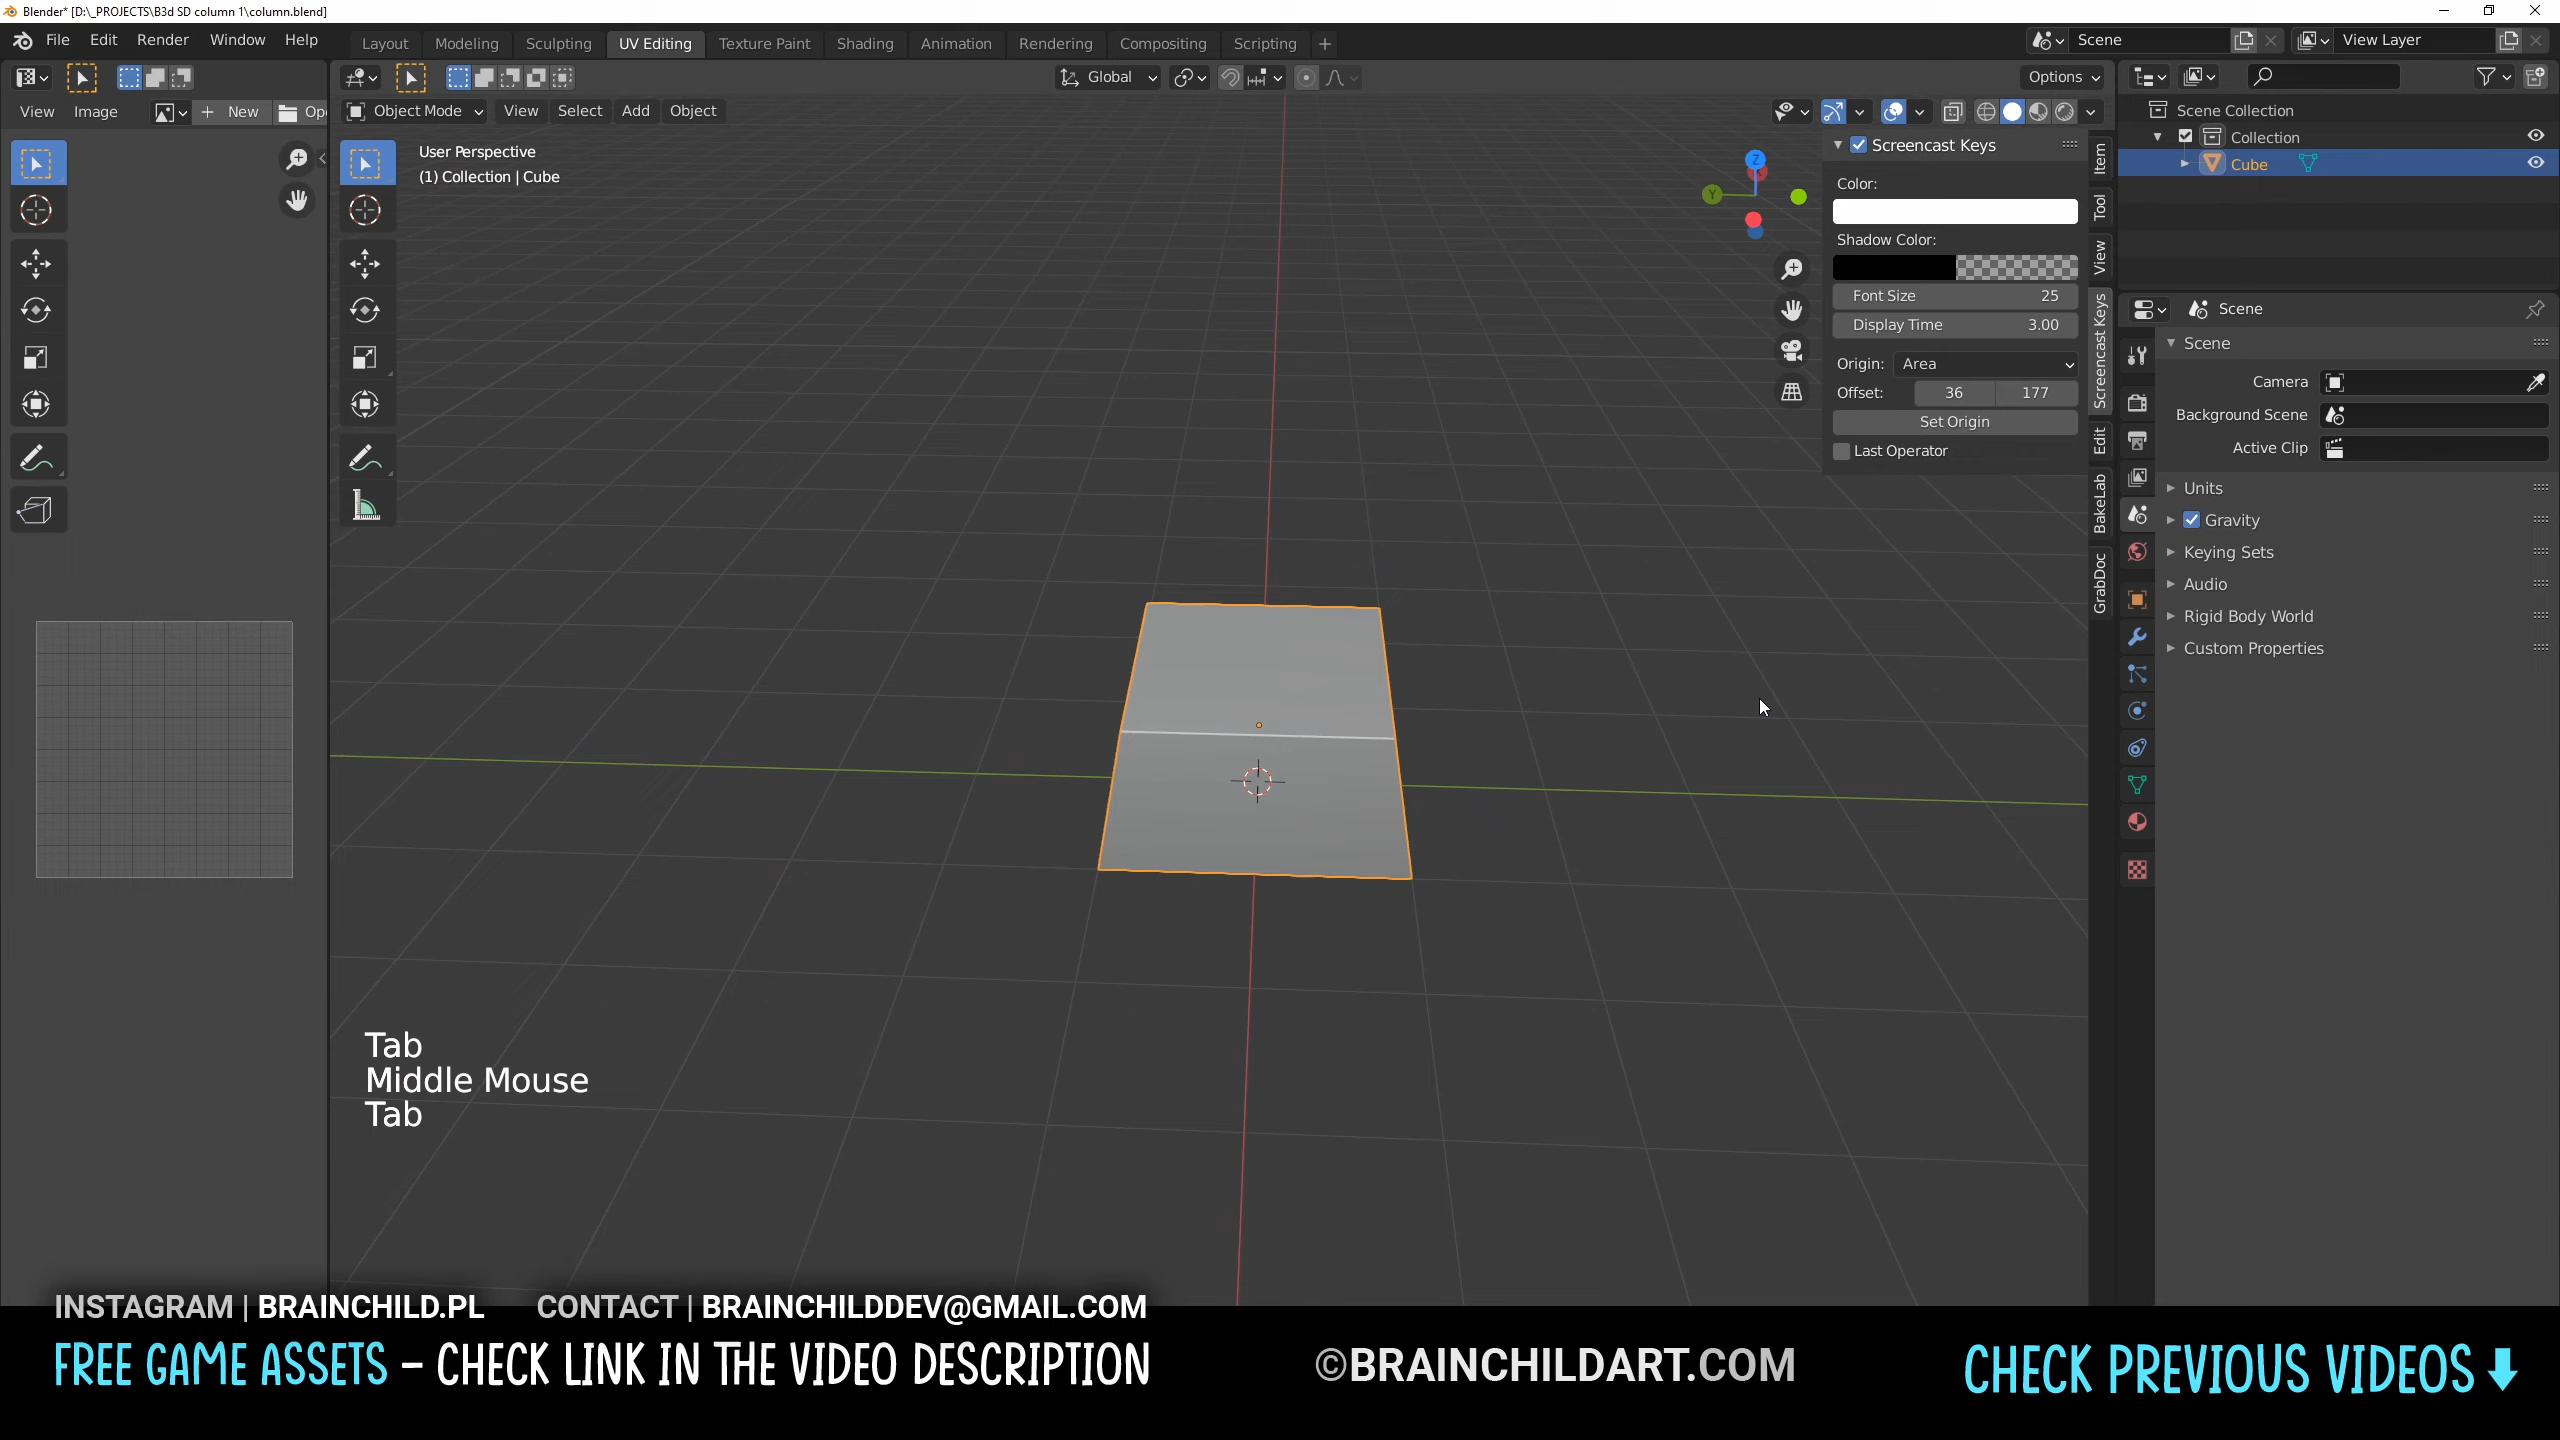 Blender* [D:\_PROJECTS\B3d SD column 1\column.blend]
File Edit Render Window Help Layout Modeling Sculpting UV Editing Texture Paint Shading Animation Rendering Compositing Scripting + Scene View Layer
Global Options
View Image + New Op Object Mode View Select Add Object
User Perspective
(1) Collection | Cube
Z
Y
Screencast Keys
Color:
Shadow Color:
Font Size 25
Display Time 3.00
Origin: Area
Offset: 36 177
Set Origin
Last Operator
Item
Tool
View
Screencast Keys
Edit
BakeLab
GrabDoc
Scene Collection
Collection
Cube
Scene
Scene
Camera
Background Scene
Active Clip
Units
Gravity
Keying Sets
Audio
Rigid Body World
Custom Properties
Tab
Middle Mouse
Tab
INSTAGRAM | BRAINCHILD.PL CONTACT | BRAINCHILDDEV@GMAIL.COM
FREE GAME ASSETS – CHECK LINK IN THE VIDEO DESCRIPTION
©BRAINCHILDART.COM
CHECK PREVIOUS VIDEOS